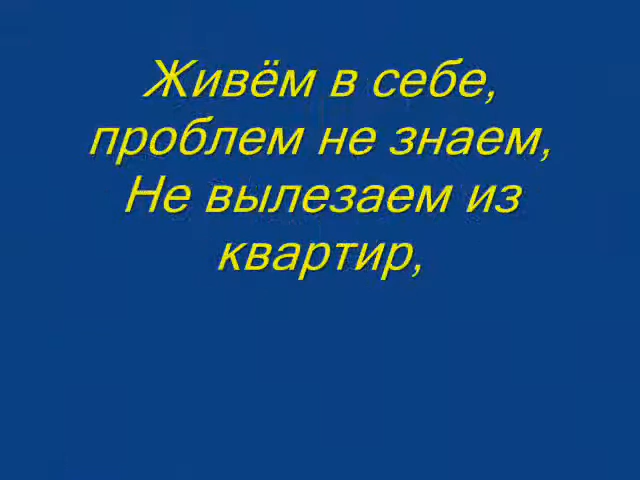 Живём в себе,
проблем не знаем,
Не вылезаем из
квартир,